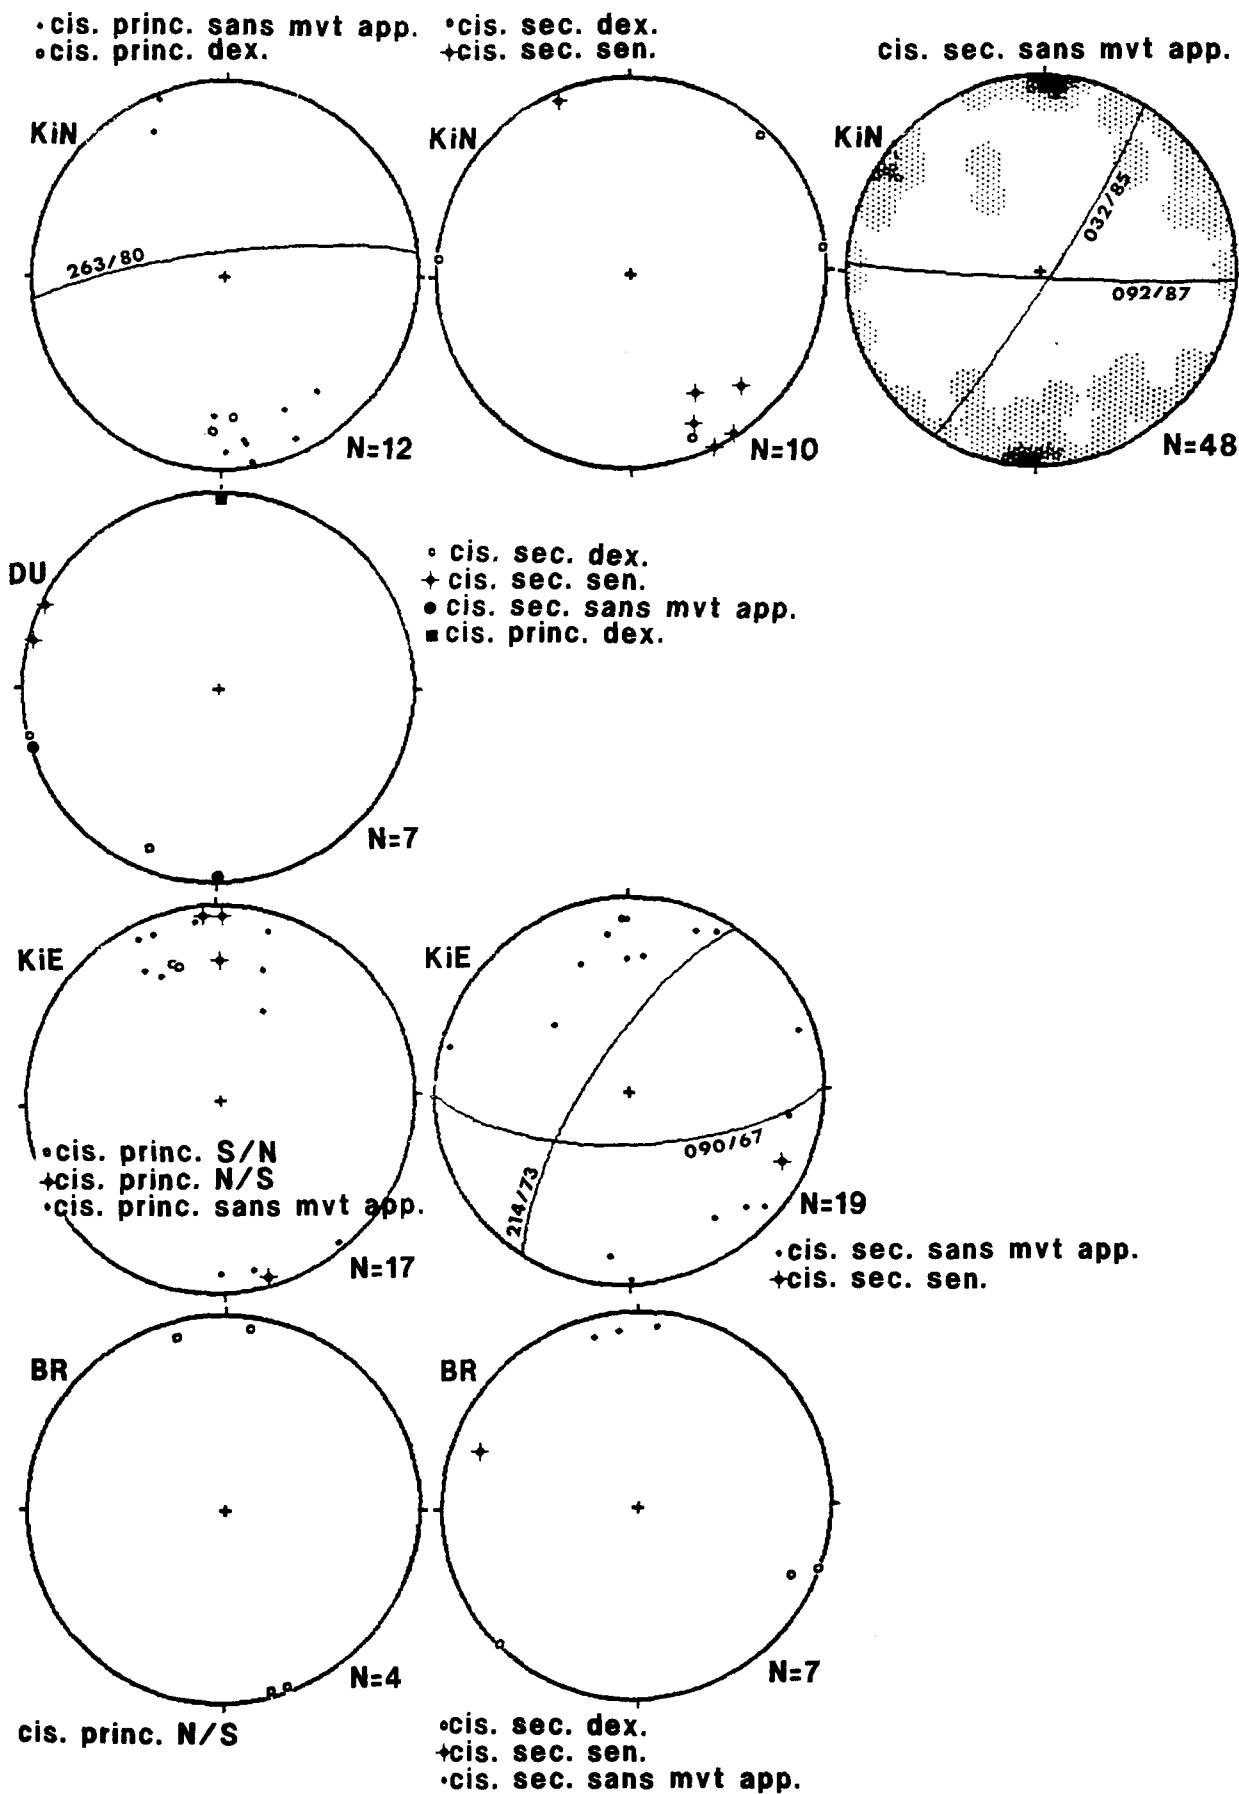 cis. princ. sans mvt app.
cis. princ. dex.
cis. sec. dex.
cis. sec. sen.
cis. sec. sans mvt app.
KiN
263/80
N=12
KiN
N=10
KiN
032/85
092/87
N=48
DU
N=7
cis. sec. dex.
cis. sec. sen.
cis. sec. sans mvt app.
cis. princ. dex.
KiE
cis. princ. S/N
cis. princ. N/S
cis. princ. sans mvt app.
N=17
KiE
090/67
214/73
N=19
cis. sec. sans mvt app.
cis. sec. sen.
BR
N=4
cis. princ. N/S
BR
N=7
cis. sec. dex.
cis. sec. sen.
cis. sec. sans mvt app.